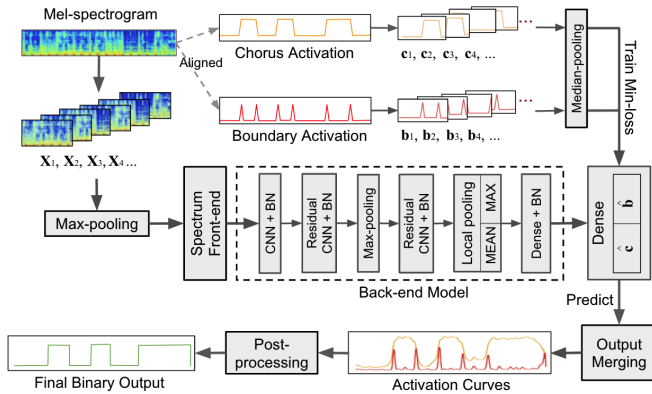 Mel-spectrogram
Aligned
Chorus Activation
c1, c2, c3, c4, ...
...
Boundary Activation
b1, b2, b3, b4, ...
...
Median-pooling
Train Min-loss
X1, X2, X3, X4 ...
Max-pooling
Spectrum
Front-end
CNN + BN
Residual
CNN + BN
Max-pooling
Residual
CNN + BN
Local pooling
MEAN
MAX
Dense + BN
Back-end Model
Dense
ĉ
b̂
Predict
Output
Merging
Activation Curves
Post-
processing
Final Binary Output